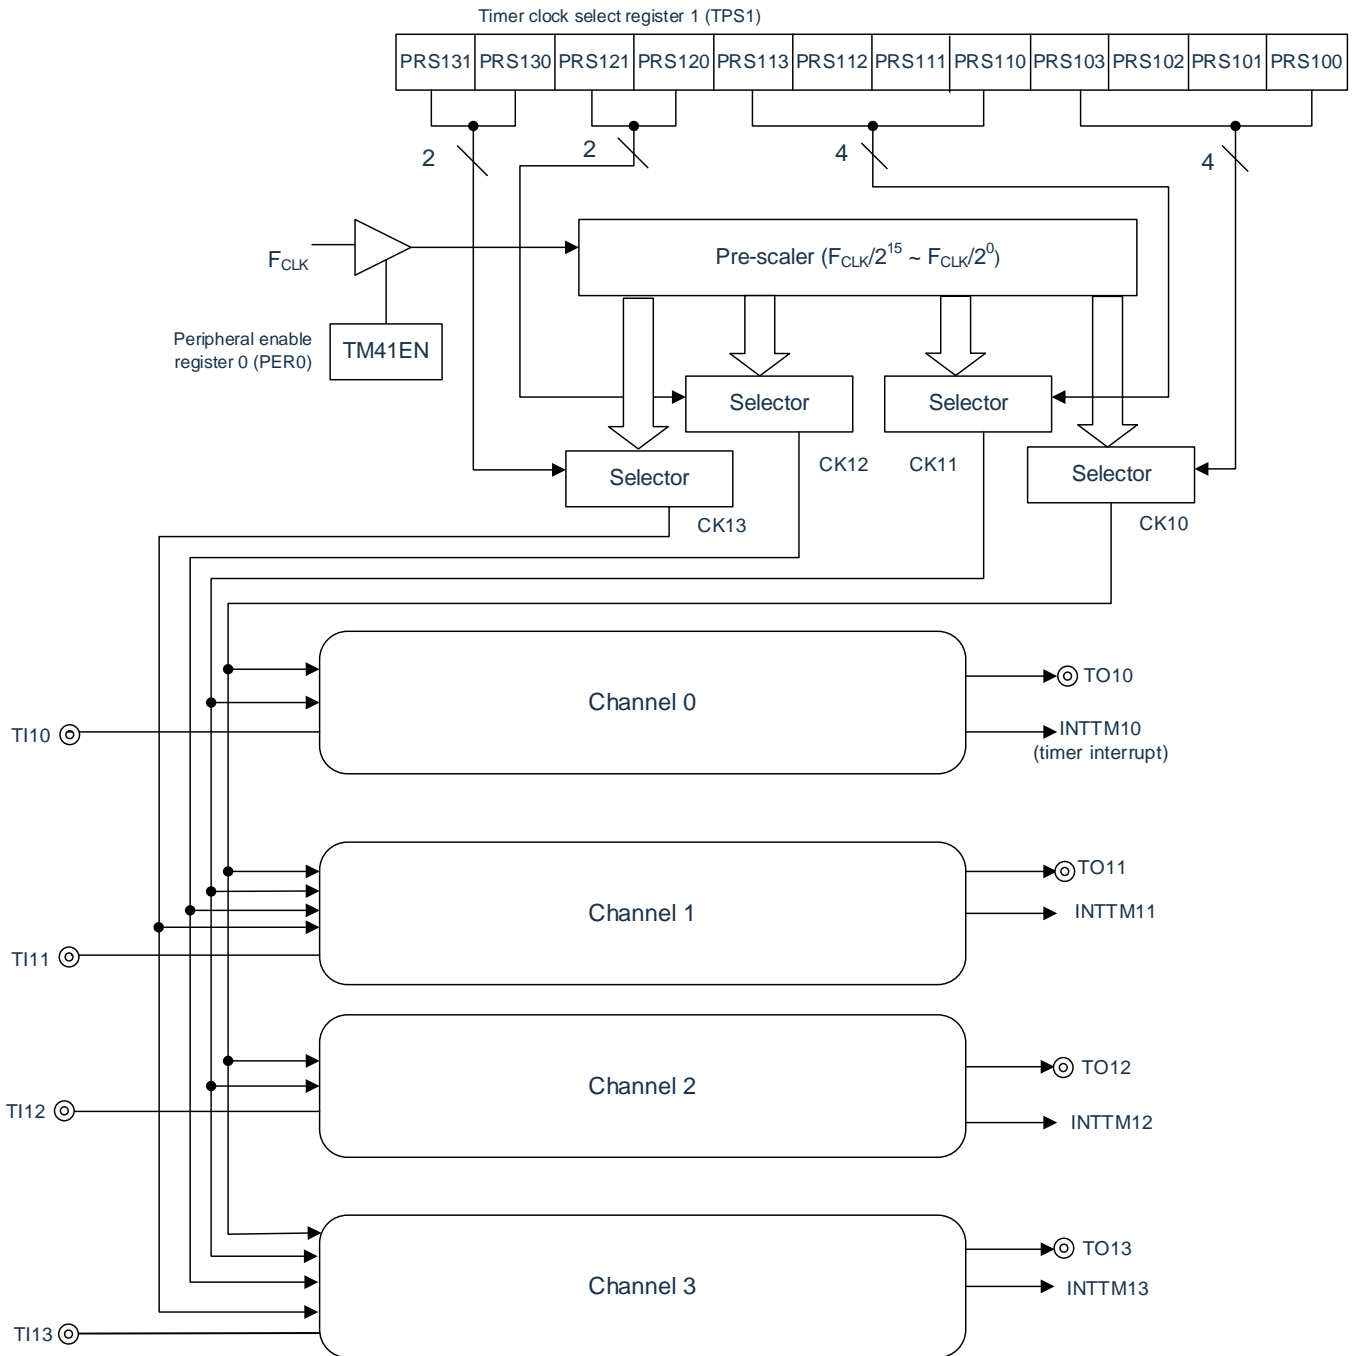 Timer clock select register 1 (TPS1)
PRS131 PRS130 PRS121 PRS120 PRS113 PRS112 PRS111 PRS110 PRS103 PRS102 PRS101 PRS100
2
2
4
4
F_CLK
Pre-scaler (F_CLK/2^15 ~ F_CLK/2^0)
Peripheral enable
register 0 (PER0)
TM41EN
Selector
Selector
CK12
CK11
Selector
Selector
CK13
CK10
Channel 0
TO10
TI10
INTTM10
(timer interrupt)
Channel 1
TO11
INTTM11
TI11
Channel 2
TO12
TI12
INTTM12
Channel 3
TO13
INTTM13
TI13